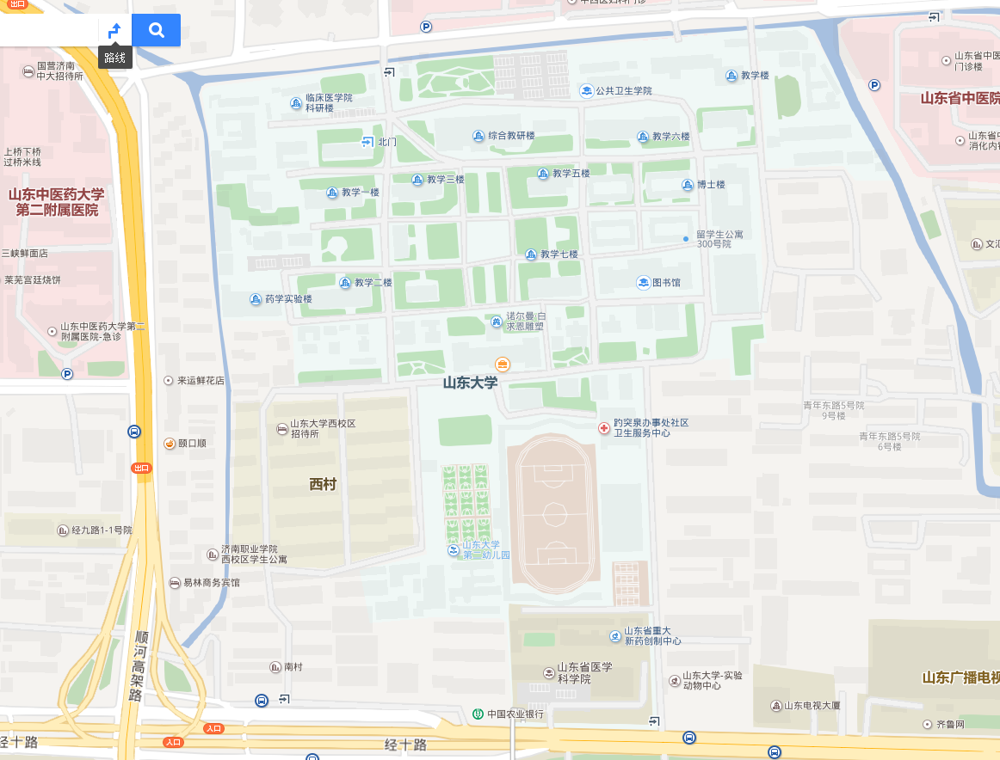 出口
中西医妇科门诊
P
路线
国营济南
中大招待所
临床医学院
科研楼
公共卫生学院
教学楼
P
山东省中医
门诊楼
山东省中医院
综合教研楼
教学六楼
北门
上桥下桥
过桥米线
山东中医药大学
第二附属医院
教学一楼
教学三楼
教学五楼
博士楼
留学生公寓
300号院
三峡鲜面店
教学七楼
莱芜宫廷烧饼
教学二楼
图书馆
药学实验楼
诺尔曼·白
求恩雕塑
山东中医药大学第二
附属医院-急诊
P
来运鲜花店
山东大学
青年东路5号院
9号楼
山东大学西校区
招待所
趵突泉办事处社区
卫生服务中心
青年东路5号院
6号楼
颐口顺
出口
西村
经九路1-1号院
济南职业学院
西校区学生公寓
山东大学
第二幼儿园
易林商务宾馆
顺河高架路
山东省重大
新药创制中心
南村
山东省医学
科学院
山东大学-实验
动物中心
山东广播电视
山东电视大厦
中国农业银行
齐鲁网
入口
入口
经十路
经十路